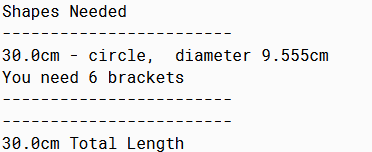 Shapes Needed
------------------------
30.0cm - circle,  diameter 9.555cm
You need 6 brackets
------------------------
------------------------
30.0cm Total Length